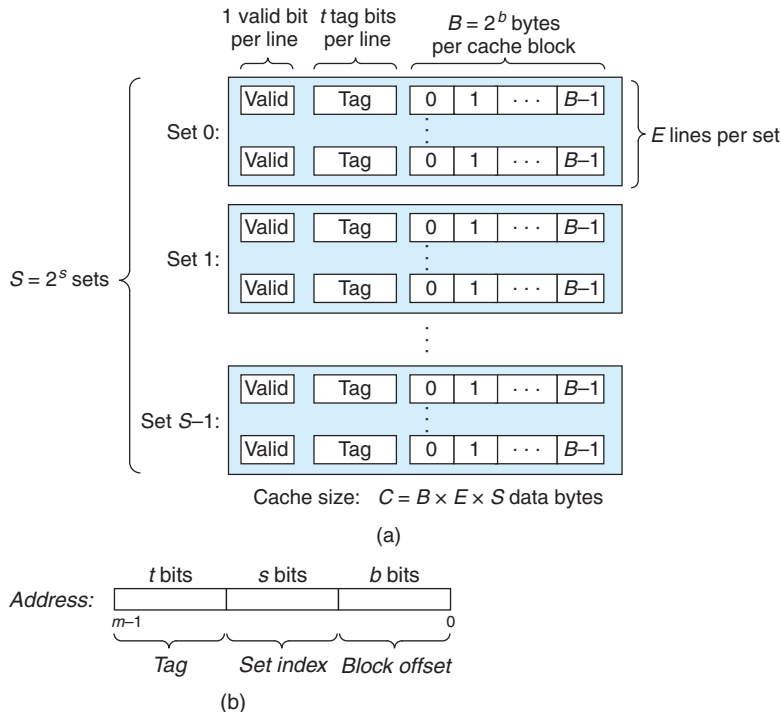 1 valid bit per line
t tag bits per line
B = 2^b bytes per cache block
Valid Tag 0 1 · · · B–1
Set 0:
Valid Tag 0 1 · · · B–1
E lines per set
Valid Tag 0 1 · · · B–1
Set 1:
Valid Tag 0 1 · · · B–1
S = 2^s sets
Valid Tag 0 1 · · · B–1
Set S–1:
Valid Tag 0 1 · · · B–1
Cache size: C = B × E × S data bytes
(a)
t bits s bits b bits
Address:
m–1 0
Tag Set index Block offset
(b)